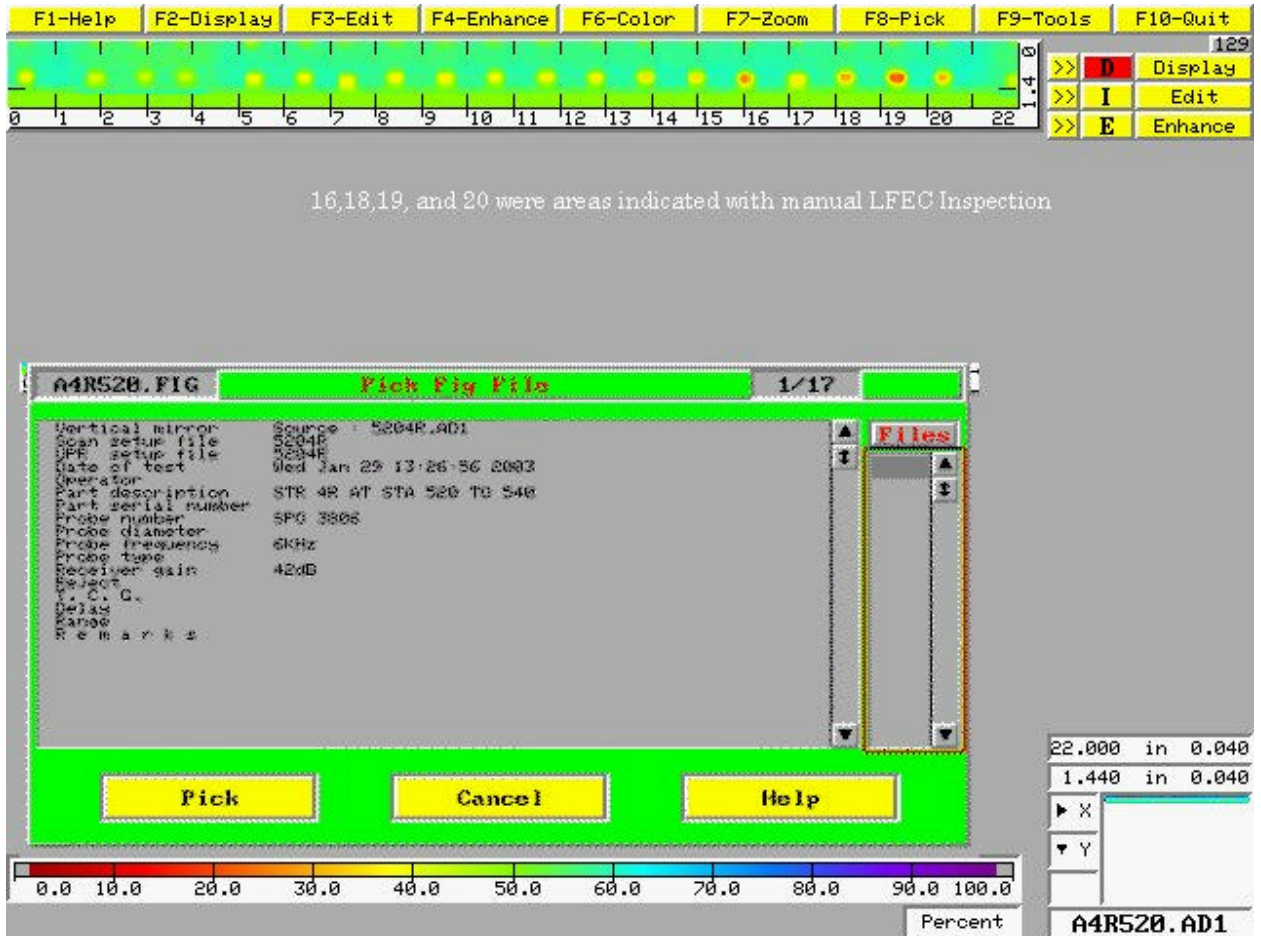 F1-Help F2-Display F3-Edit F4-Enhance F6-Color F7-Zoom F8-Pick F9-Tools F10-Quit
129
>> D Display
>> I Edit
>> E Enhance
1.4 0
0 1 2 3 4 5 6 7 8 9 10 11 12 13 14 15 16 17 18 19 20 22
16,18,19, and 20 were areas indicated with manual LFEC Inspection
A4R520.FIG Pick Fig File 1/17
Files
Vertical mirror Source : 5204R.AD1
Scan setup file 5204R
setup file 5204R
Date of test Wed Jan 29 13:26:56 2003
Operator
Part description STR 4R AT STA 520 TO 540
Part serial number
Probe number SPO 3806
Probe diameter
Probe frequency 6KHz
Probe type
Receiver gain 42dB
Reject
T. C. G.
Delay
Range
R e m a r k s
Pick Cancel Help
22.000 in 0.040
1.440 in 0.040
X
Y
0.0 10.0 20.0 30.0 40.0 50.0 60.0 70.0 80.0 90.0 100.0
Percent
A4R520.AD1